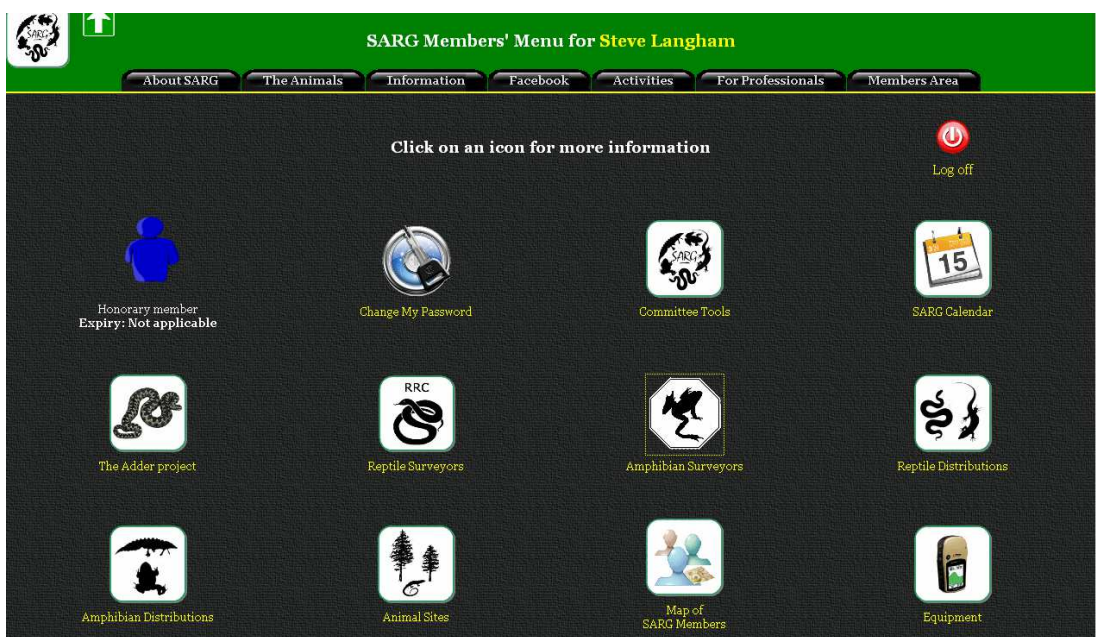 SARG
SARG Members' Menu for Steve Langham
About SARG
The Animals
Information
Facebook
Activities
For Professionals
Members Area
Click on an icon for more information
Log off
Honorary member
Expiry: Not applicable
Change My Password
SARG
Committee Tools
15
SARG Calendar
The Adder project
RRC
Reptile Surveyors
Amphibian Surveyors
Reptile Distributions
Amphibian Distributions
Animal Sites
Map of
SARG Members
Equipment